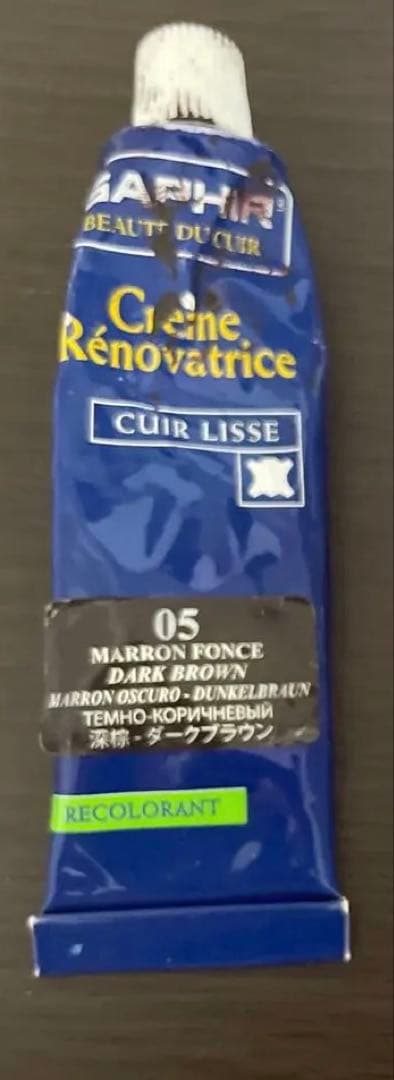 SAPHIR
BEAUTÉ DU CUIR
Crème
Rénovatrice
CUIR LISSE
05
MARRON FONCE
DARK BROWN
MARRON OSCURO - DUNKELBRAUN
ТЕМНО-КОРИЧНЕВЫЙ
深棕 - ダークブラウン
RECOLORANT